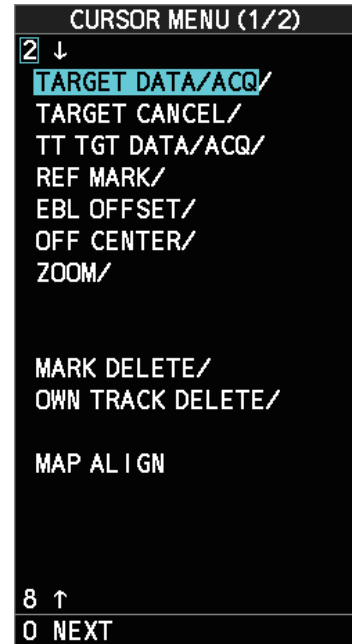 CURSOR MENU (1/2)
2 ↓
TARGET DATA/ACQ/
TARGET CANCEL/
TT TGT DATA/ACQ/
REF MARK/
EBL OFFSET/
OFF CENTER/
ZOOM/
MARK DELETE/
OWN TRACK DELETE/
MAP ALIGN
8 ↑
0 NEXT